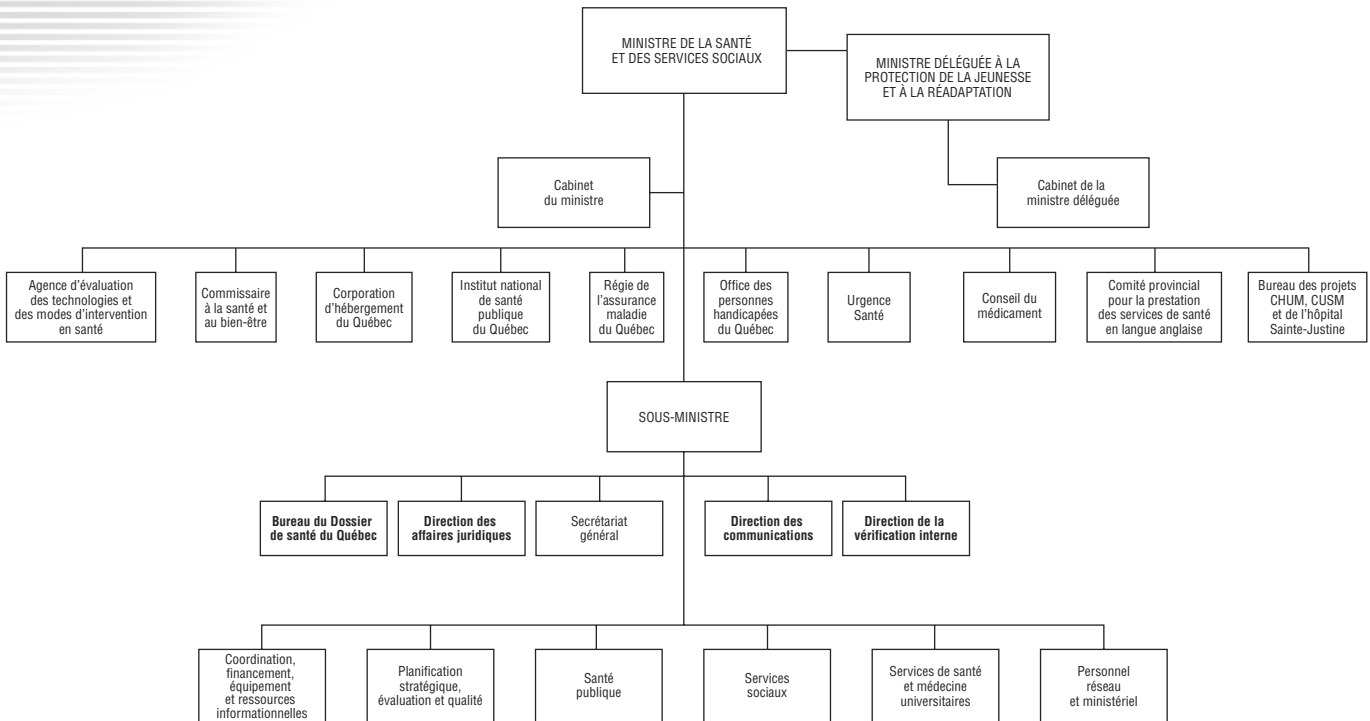 MINISTRE DE LA SANTÉ
ET DES SERVICES SOCIAUX
MINISTRE DÉLÉGUÉE À LA
PROTECTION DE LA JEUNESSE
ET À LA RÉADAPTATION
Cabinet
du ministre
Cabinet de la
ministre déléguée
Agence d'évaluation
des technologies et
des modes d'intervention
en santé
Commissaire
à la santé et
au bien-être
Corporation
d'hébergement
du Québec
Institut national
de santé
publique
du Québec
Régie de
l'assurance
maladie
du Québec
Office des
personnes
handicapées
du Québec
Urgence
Santé
Conseil du
médicament
Comité provincial
pour la prestation
des services de santé
en langue anglaise
Bureau des projets
CHUM, CUSM
et de l'hôpital
Sainte-Justine
SOUS-MINISTRE
Bureau du Dossier
de santé du Québec
Direction des
affaires juridiques
Secrétariat
général
Direction des
communications
Direction de la
vérification interne
Coordination,
financement,
équipement
et ressources
informationnelles
Planification
stratégique,
évaluation et qualité
Santé
publique
Services
sociaux
Services de santé
et médecine
universitaires
Personnel
réseau
et ministériel